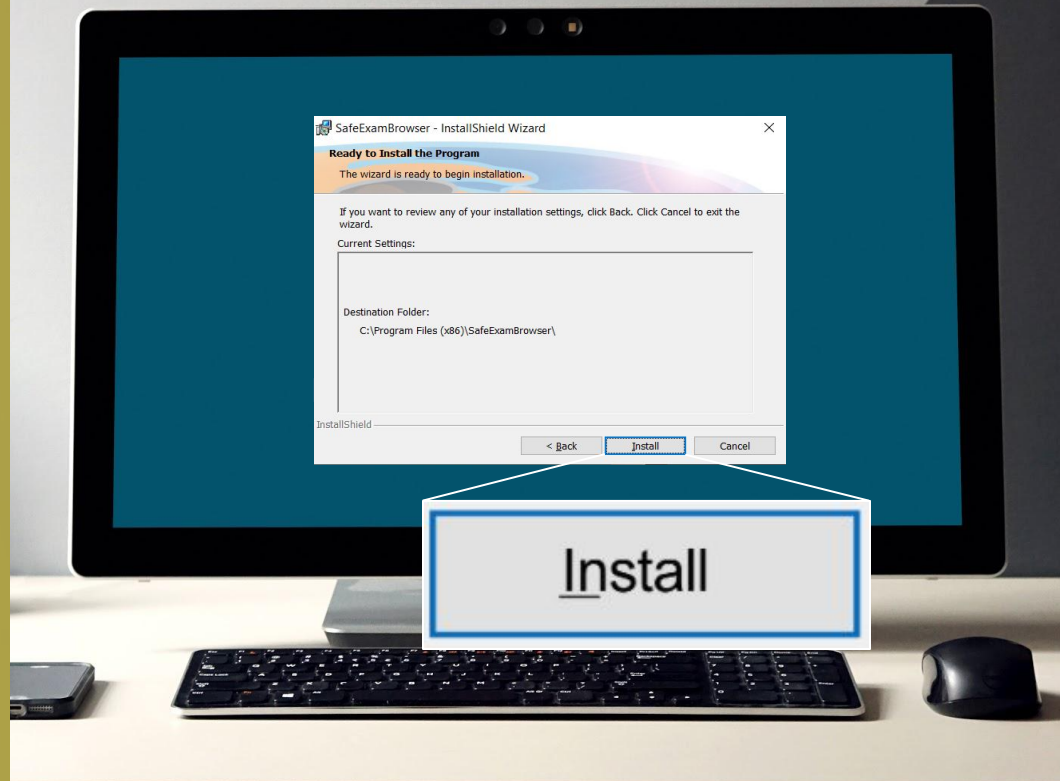 SafeExamBrowser - InstallShield Wizard
Ready to Install the Program
The wizard is ready to begin installation.
If you want to review any of your installation settings, click Back. Click Cancel to exit the
wizard.
Current Settings:
Destination Folder:
C:\Program Files (x86)\SafeExamBrowser\
InstallShield
< Back Install Cancel
Install